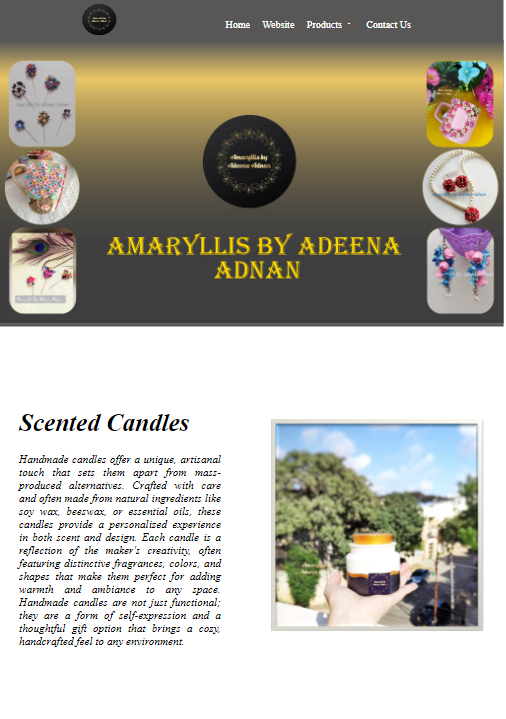 Home Website Products Contact Us
Amaryllis by
Adeena Adnan
AMARYLLIS BY ADEENA
ADNAN
Scented Candles
Handmade candles offer a unique, artisanal
touch that sets them apart from mass-
produced alternatives. Crafted with care
and often made from natural ingredients like
soy wax, beeswax, or essential oils, these
candles provide a personalized experience
in both scent and design. Each candle is a
reflection of the maker's creativity, often
featuring distinctive fragrances, colors, and
shapes that make them perfect for adding
warmth and ambiance to any space.
Handmade candles are not just functional;
they are a form of self-expression and a
thoughtful gift option that brings a cozy,
handcrafted feel to any environment.